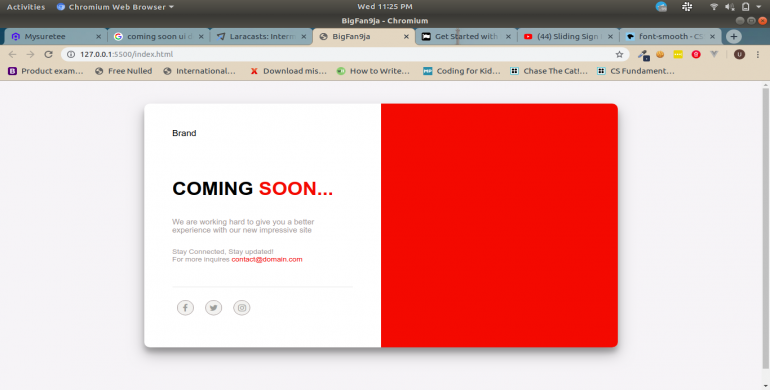 Activities
Chromium Web Browser
Wed 11:25 PM
BigFan9ja - Chromium
Mysuretee
coming soon ui d
Laracasts: Intern
BigFan9ja
Get Started with
(44) Sliding Sign
font-smooth - CS
127.0.0.1:5500/index.html
U
Product exam...
Free Nulled
International...
Download mis...
How to Write...
Coding for Kid...
Chase The Cat!...
CS Fundament...
Brand
COMING SOON...
We are working hard to give you a better
experience with our new impressive site
Stay Connected, Stay updated!
For more inquires contact@domain.com